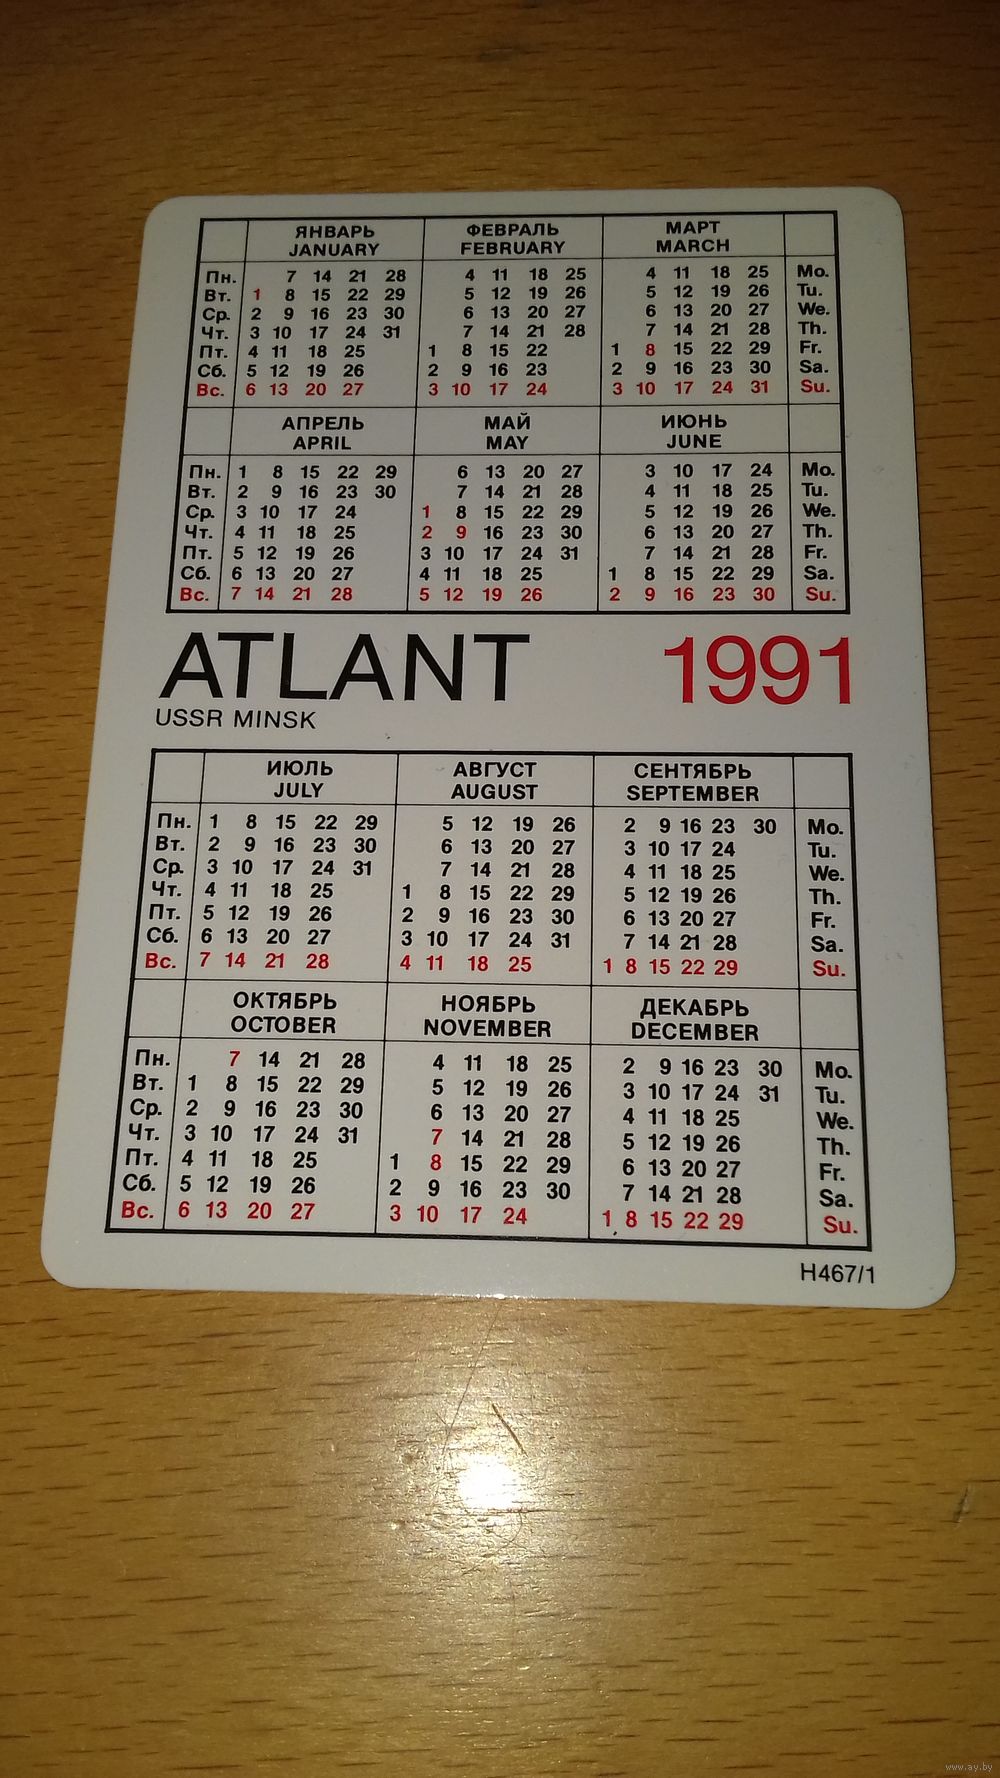 ЯНВАРЬ ФЕВРАЛЬ МАРТ
JANUARY FEBRUARY MARCH
Пн. 7 14 21 28 4 11 18 25 4 11 18 25 Mo.
Вт. 1 8 15 22 29 5 12 19 26 5 12 19 26 Tu.
Ср. 2 9 16 23 30 6 13 20 27 6 13 20 27 We.
Чт. 3 10 17 24 31 7 14 21 28 7 14 21 28 Th.
Пт. 4 11 18 25 1 8 15 22 1 8 15 22 29 Fr.
Сб. 5 12 19 26 2 9 16 23 2 9 16 23 30 Sa.
Вс. 6 13 20 27 3 10 17 24 3 10 17 24 31 Su.
АПРЕЛЬ МАЙ ИЮНЬ
APRIL MAY JUNE
Пн. 1 8 15 22 29 6 13 20 27 3 10 17 24 Mo.
Вт. 2 9 16 23 30 7 14 21 28 4 11 18 25 Tu.
Ср. 3 10 17 24 1 8 15 22 29 5 12 19 26 We.
Чт. 4 11 18 25 2 9 16 23 30 6 13 20 27 Th.
Пт. 5 12 19 26 3 10 17 24 31 7 14 21 28 Fr.
Сб. 6 13 20 27 4 11 18 25 1 8 15 22 29 Sa.
Вс. 7 14 21 28 5 12 19 26 2 9 16 23 30 Su.
ATLANT 1991
USSR MINSK
ИЮЛЬ АВГУСТ СЕНТЯБРЬ
JULY AUGUST SEPTEMBER
Пн. 1 8 15 22 29 5 12 19 26 2 9 16 23 30 Mo.
Вт. 2 9 16 23 30 6 13 20 27 3 10 17 24 Tu.
Ср. 3 10 17 24 31 7 14 21 28 4 11 18 25 We.
Чт. 4 11 18 25 1 8 15 22 29 5 12 19 26 Th.
Пт. 5 12 19 26 2 9 16 23 30 6 13 20 27 Fr.
Сб. 6 13 20 27 3 10 17 24 31 7 14 21 28 Sa.
Вс. 7 14 21 28 4 11 18 25 1 8 15 22 29 Su.
ОКТЯБРЬ НОЯБРЬ ДЕКАБРЬ
OCTOBER NOVEMBER DECEMBER
Пн. 7 14 21 28 4 11 18 25 2 9 16 23 30 Mo.
Вт. 1 8 15 22 29 5 12 19 26 3 10 17 24 31 Tu.
Ср. 2 9 16 23 30 6 13 20 27 4 11 18 25 We.
Чт. 3 10 17 24 31 7 14 21 28 5 12 19 26 Th.
Пт. 4 11 18 25 1 8 15 22 29 6 13 20 27 Fr.
Сб. 5 12 19 26 2 9 16 23 30 7 14 21 28 Sa.
Вс. 6 13 20 27 3 10 17 24 1 8 15 22 29 Su.
H467/1
www.ay.by